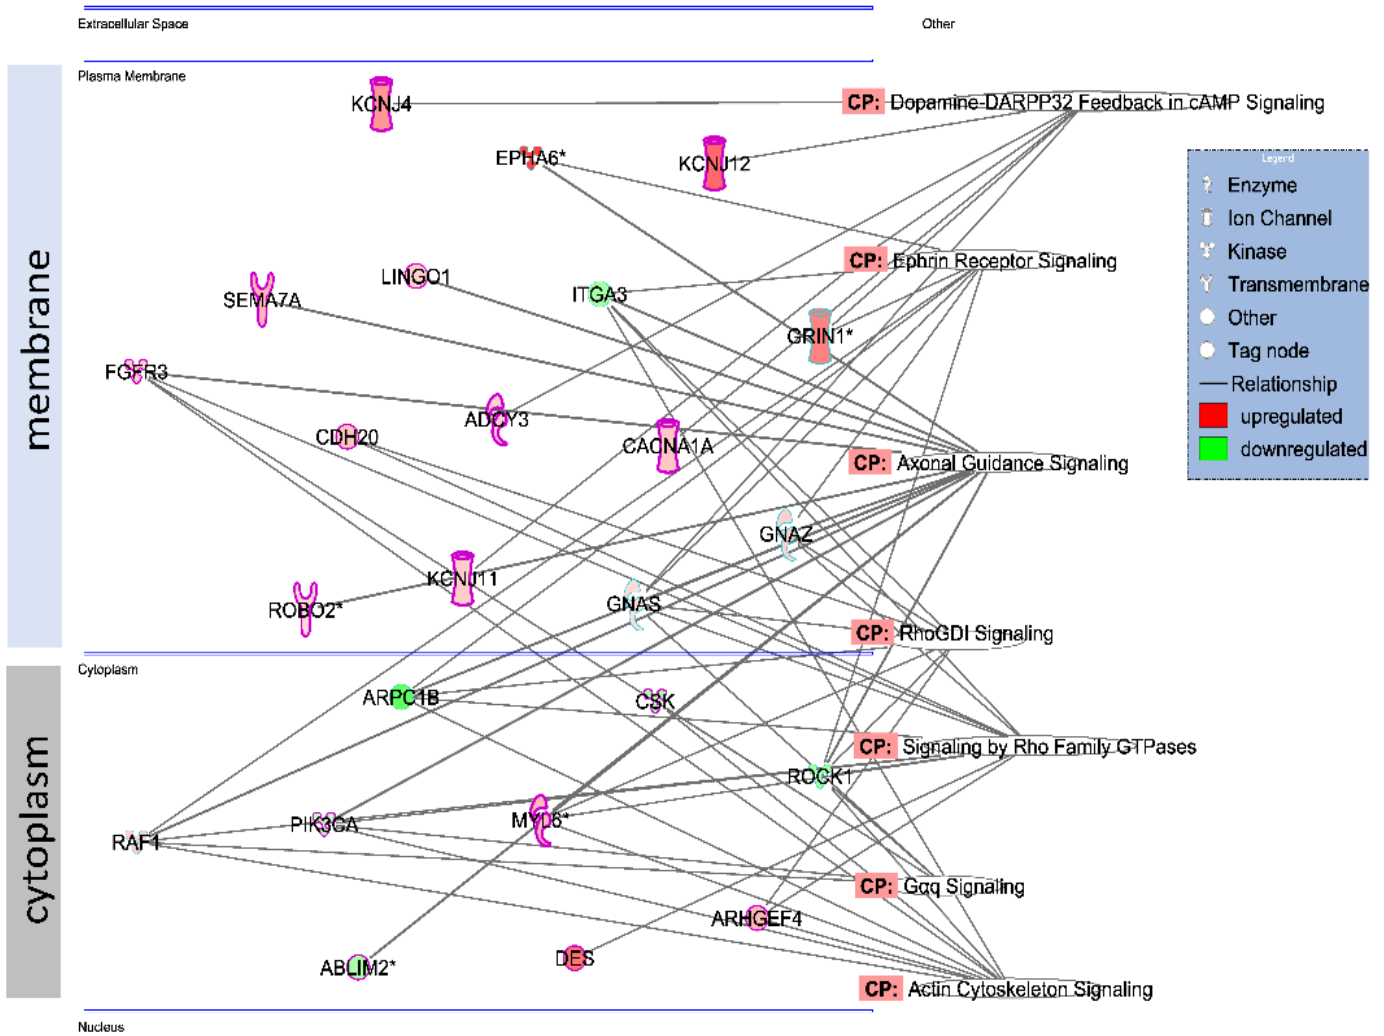 Extracellular Space
Other
Plasma Membrane
membrane
KCNJ4
CP: Dopamine-DARPP32 Feedback in cAMP Signaling
EPHA6*
KCNJ12
Legend
Enzyme
Ion Channel
Kinase
Transmembrane
Other
Tag node
Relationship
upregulated
downregulated
CP: Ephrin Receptor Signaling
LINGO1
SEMA7A
ITGA3
GRIN1*
FGFR3
ADCY3
CDH20
CACNA1A
CP: Axonal Guidance Signaling
GNAZ
KCNJ11
GNAS
ROBO2*
CP: RhoGDI Signaling
Cytoplasm
cytoplasm
ARPC1B
CSK
CP: Signaling by Rho Family GTPases
ROCK1
PIK3CA
MYL6*
RAF1
CP: Gαq Signaling
ARHGEF4
DES
ABLIM2*
CP: Actin Cytoskeleton Signaling
Nucleus